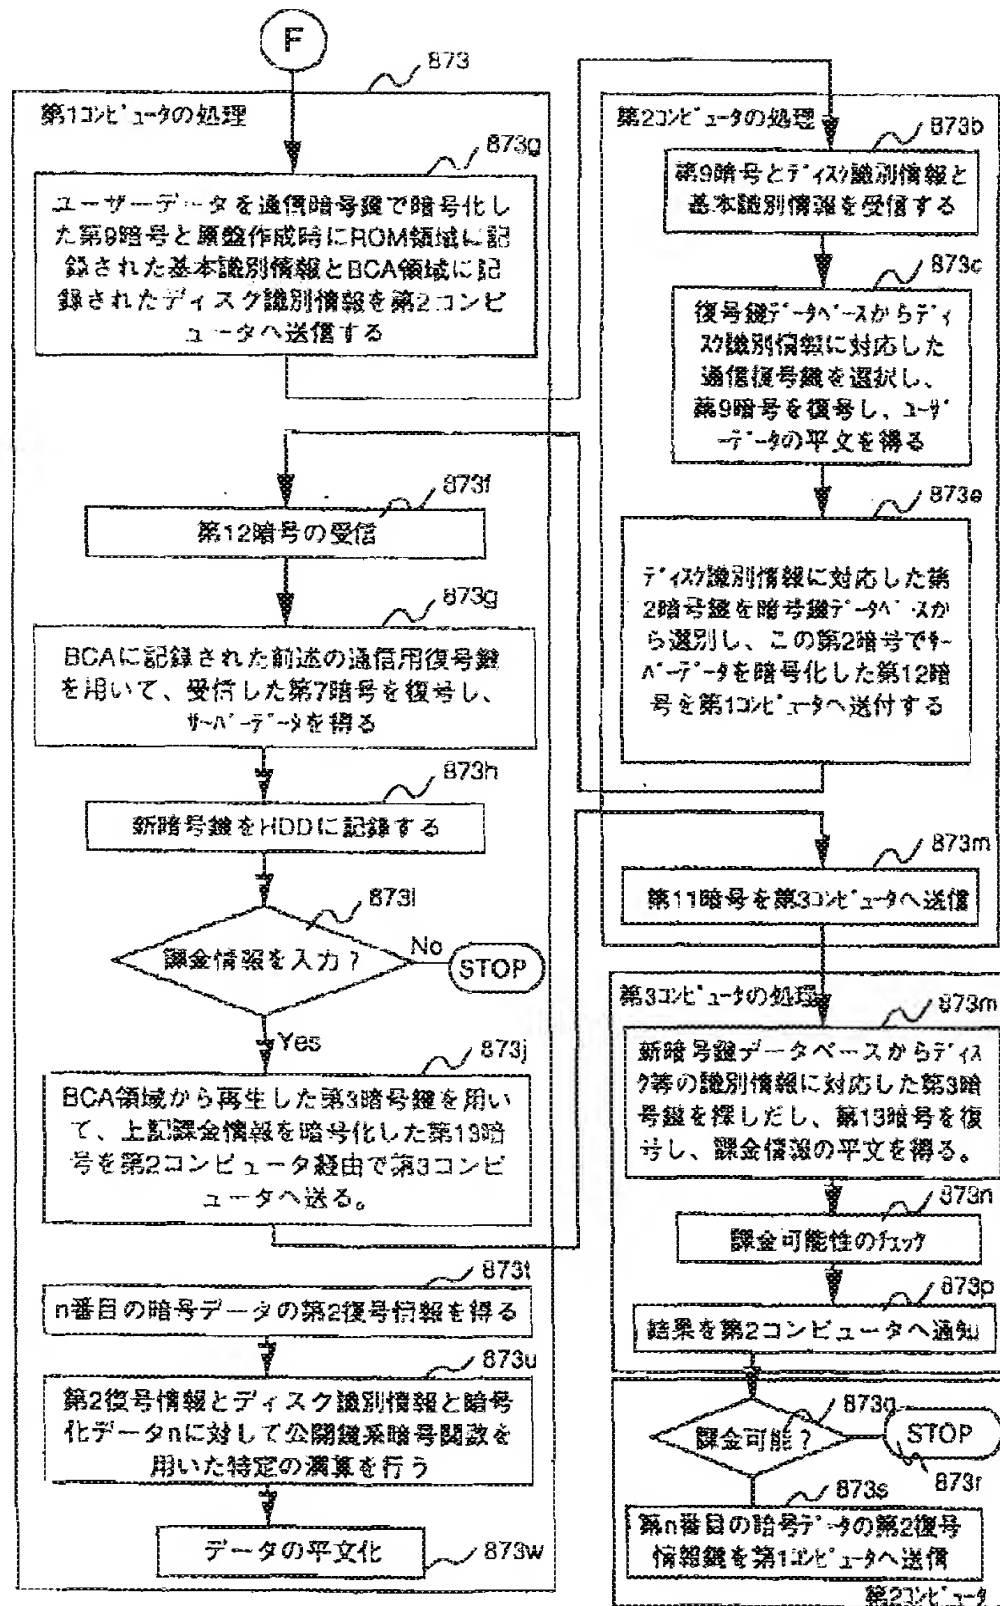 F
873
第1ｺﾝﾋﾟｭｰﾀの処理
873g
ユーザーデータを通信暗号鍵で暗号化し
た第9暗号と原盤作成時にROM領域に記
録された基本識別情報とBCA領域に記
録されたディスク識別情報を第2コンピ
ュータへ送信する
873f
第12暗号の受信
873g
BCAに記録された前述の通信用復号鍵
を用いて、受信した第7暗号を復号し、
ｻｰﾊﾞｰﾃﾞｰﾀを得る
873h
新暗号鍵をHDDに記録する
873i
課金情報を入力？
No
STOP
Yes
873j
BCA領域から再生した第3暗号鍵を用い
て、上記課金情報を暗号化した第13暗
号を第2コンピュータ経由で第3コンピ
ュータへ送る。
873t
n番目の暗号データの第2復号情報を得る
873u
第2復号情報とディスク識別情報と暗号
化データnに対して公開鍵系暗号関数を
用いた特定の演算を行う
データの平文化
873w
第2ｺﾝﾋﾟｭｰﾀの処理
873b
第9暗号とﾃﾞｨｽｸ識別情報と
基本識別情報を受信する
873c
復号鍵ﾃﾞｰﾀﾍﾞｰｽからﾃﾞｨ
ｽｸ識別情報に対応した
通信復号鍵を選択し、
第9暗号を復号し、ﾕｰｻﾞ
ｰﾃﾞｰﾀの平文を得る
873e
ﾃﾞｨｽｸ識別情報に対応した第
2暗号鍵を暗号鍵ﾃﾞｰﾀﾍﾞｰｽか
ら選別し、この第2暗号でｻｰ
ﾊﾞｰﾃﾞｰﾀを暗号化した第12暗
号を第1ｺﾝﾋﾟｭｰﾀへ送付する
873m
第11暗号を第3ｺﾝﾋﾟｭｰﾀへ送信
第3ｺﾝﾋﾟｭｰﾀの処理
873m
新暗号鍵データベースからﾃﾞｨｽ
ｸ等の識別情報に対応した第3暗
号鍵を探しだし、第13暗号を復
号し、課金情報の平文を得る。
873n
課金可能性のﾁｪｯｸ
873p
結果を第2コンピュータへ通知
873q
課金可能？
STOP
873r
873s
第n番目の暗号データの第2復号
情報鍵を第1ｺﾝﾋﾟｭｰﾀへ送信
第2ｺﾝﾋﾟｭｰﾀ